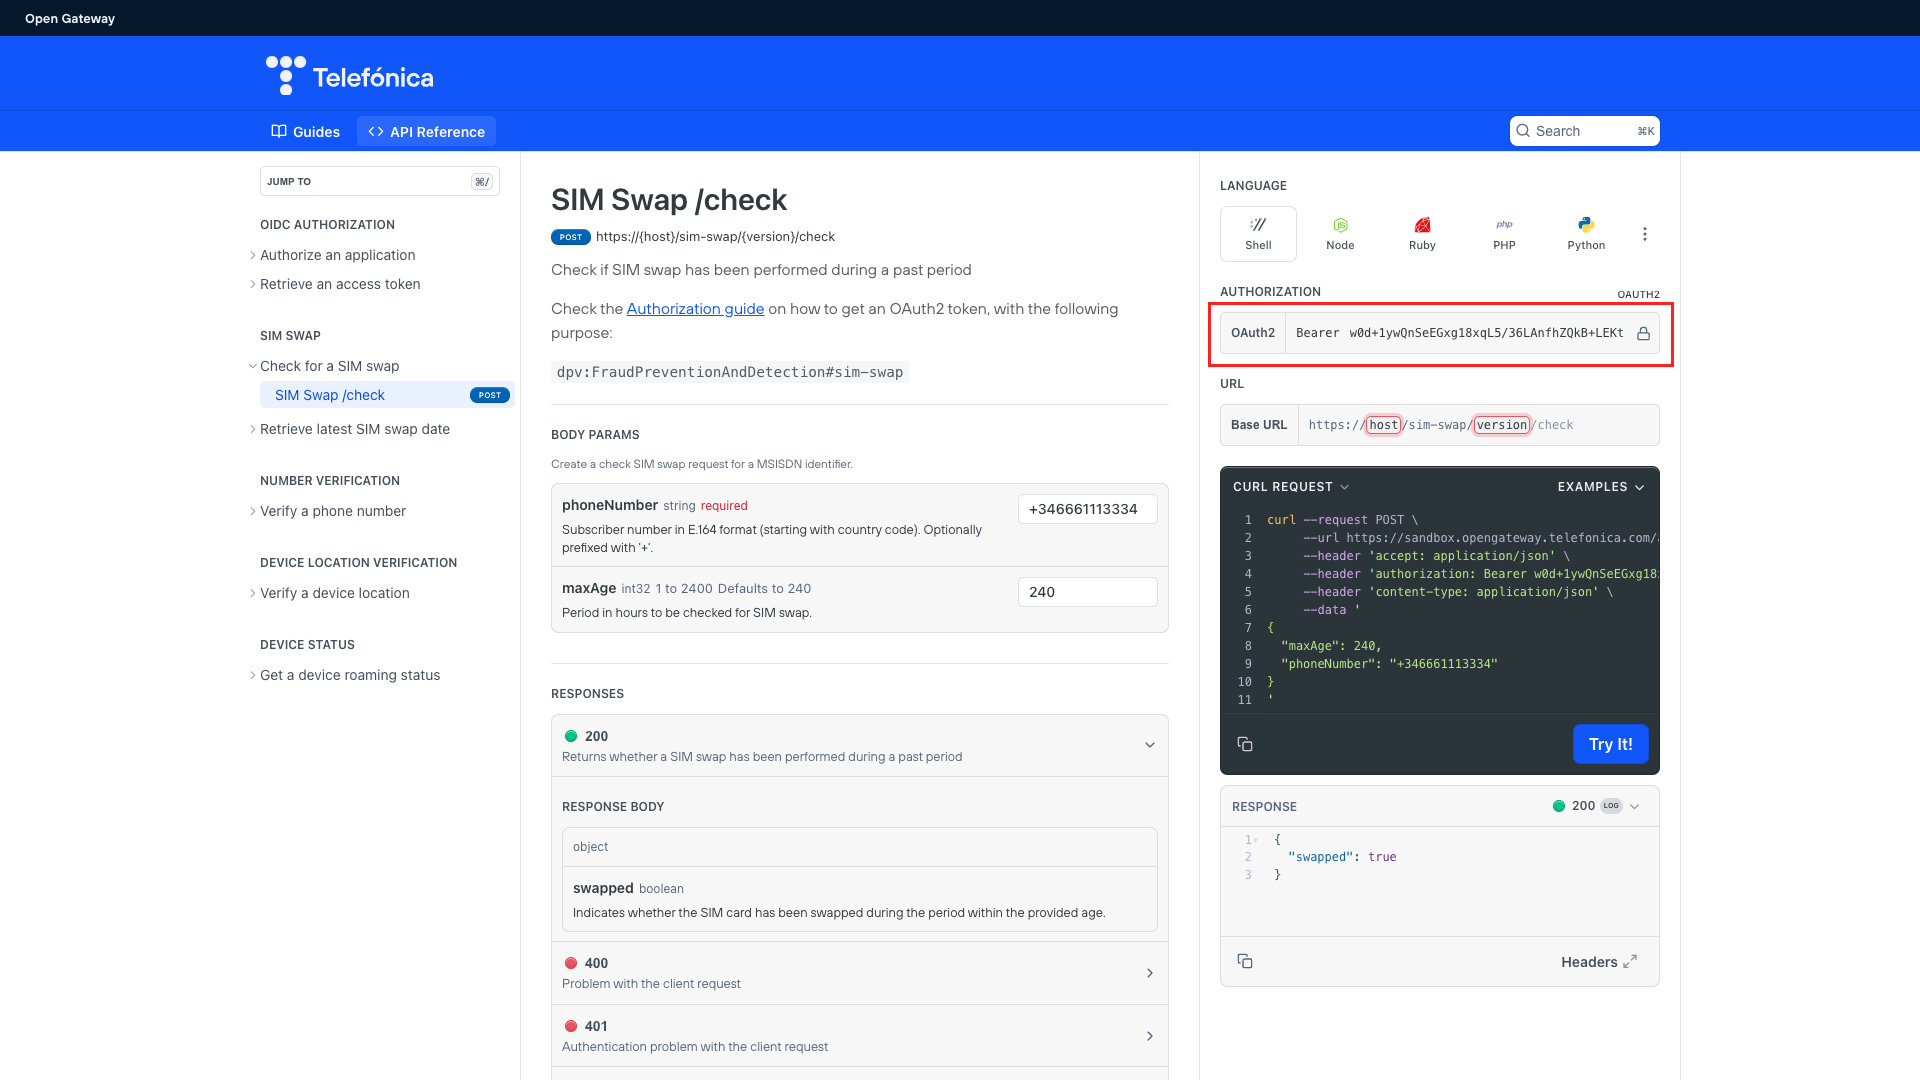 Open Gateway
Telefónica
Guides
API Reference
Search ⌘K
JUMP TO ⌘/
OIDC AUTHORIZATION
Authorize an application
Retrieve an access token
SIM SWAP
Check for a SIM swap
SIM Swap /check POST
Retrieve latest SIM swap date
NUMBER VERIFICATION
Verify a phone number
DEVICE LOCATION VERIFICATION
Verify a device location
DEVICE STATUS
Get a device roaming status
SIM Swap /check
POST https://{host}/sim-swap/{version}/check
Check if SIM swap has been performed during a past period
Check the Authorization guide on how to get an OAuth2 token, with the following
purpose:
dpv:FraudPreventionAndDetection#sim-swap
BODY PARAMS
Create a check SIM swap request for a MSISDN identifier.
phoneNumber string required
+346661113334
Subscriber number in E.164 format (starting with country code). Optionally
prefixed with '+'.
maxAge int32 1 to 2400 Defaults to 240
240
Period in hours to be checked for SIM swap.
RESPONSES
200
Returns whether a SIM swap has been performed during a past period
RESPONSE BODY
object
swapped boolean
Indicates whether the SIM card has been swapped during the period within the provided age.
400
Problem with the client request
401
Authentication problem with the client request
LANGUAGE
Shell
Node
Ruby
php
PHP
Python
AUTHORIZATION OAUTH2
OAuth2 Bearer w0d+1ywQnSeEGxg18xqL5/36LAnfhZQkB+LEKt
URL
Base URL https://host/sim-swap/version/check
CURL REQUEST EXAMPLES
1 curl --request POST \
2 --url https://sandbox.opengateway.telefonica.com/
3 --header 'accept: application/json' \
4 --header 'authorization: Bearer w0d+1ywQnSeEGxg18
5 --header 'content-type: application/json' \
6 --data '
7 {
8 "maxAge": 240,
9 "phoneNumber": "+346661113334"
10 }
11 '
Try It!
RESPONSE 200 LOG
1 {
2 "swapped": true
3 }
Headers